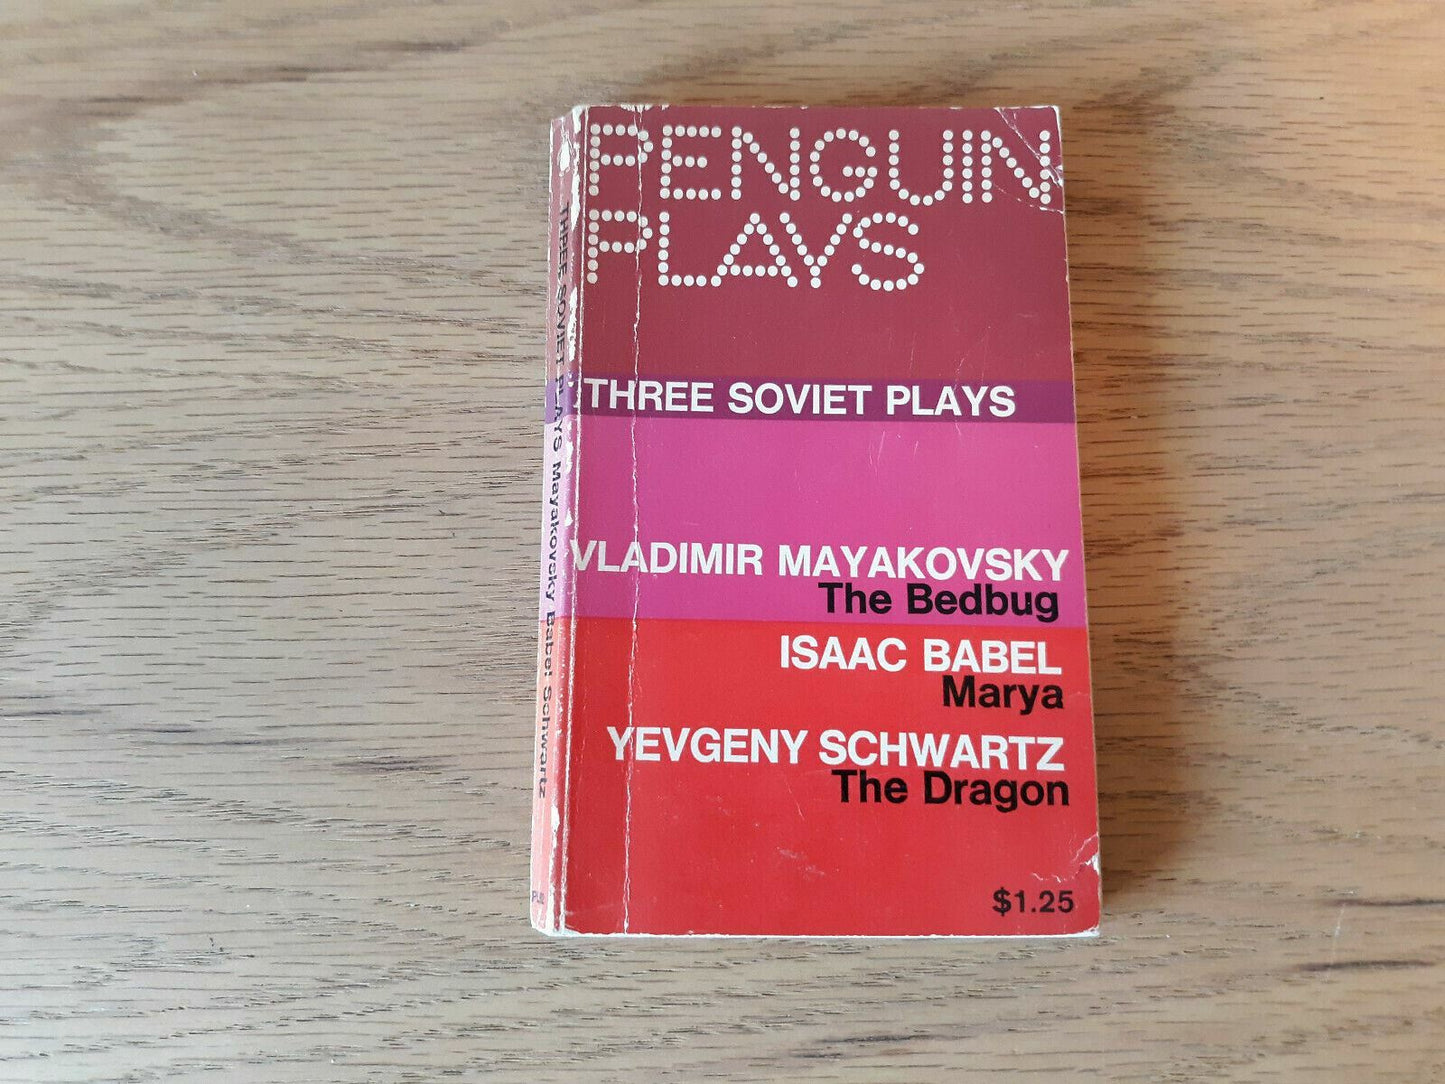 PENGUIN
PLAYS
THREE SOVIET PLAYS
VLADIMIR MAYAKOVSKY
The Bedbug
ISAAC BABEL
Marya
YEVGENY SCHWARTZ
The Dragon
$1.25
THREE SOVIET PLAYS Mayakovsky Babel Schwartz